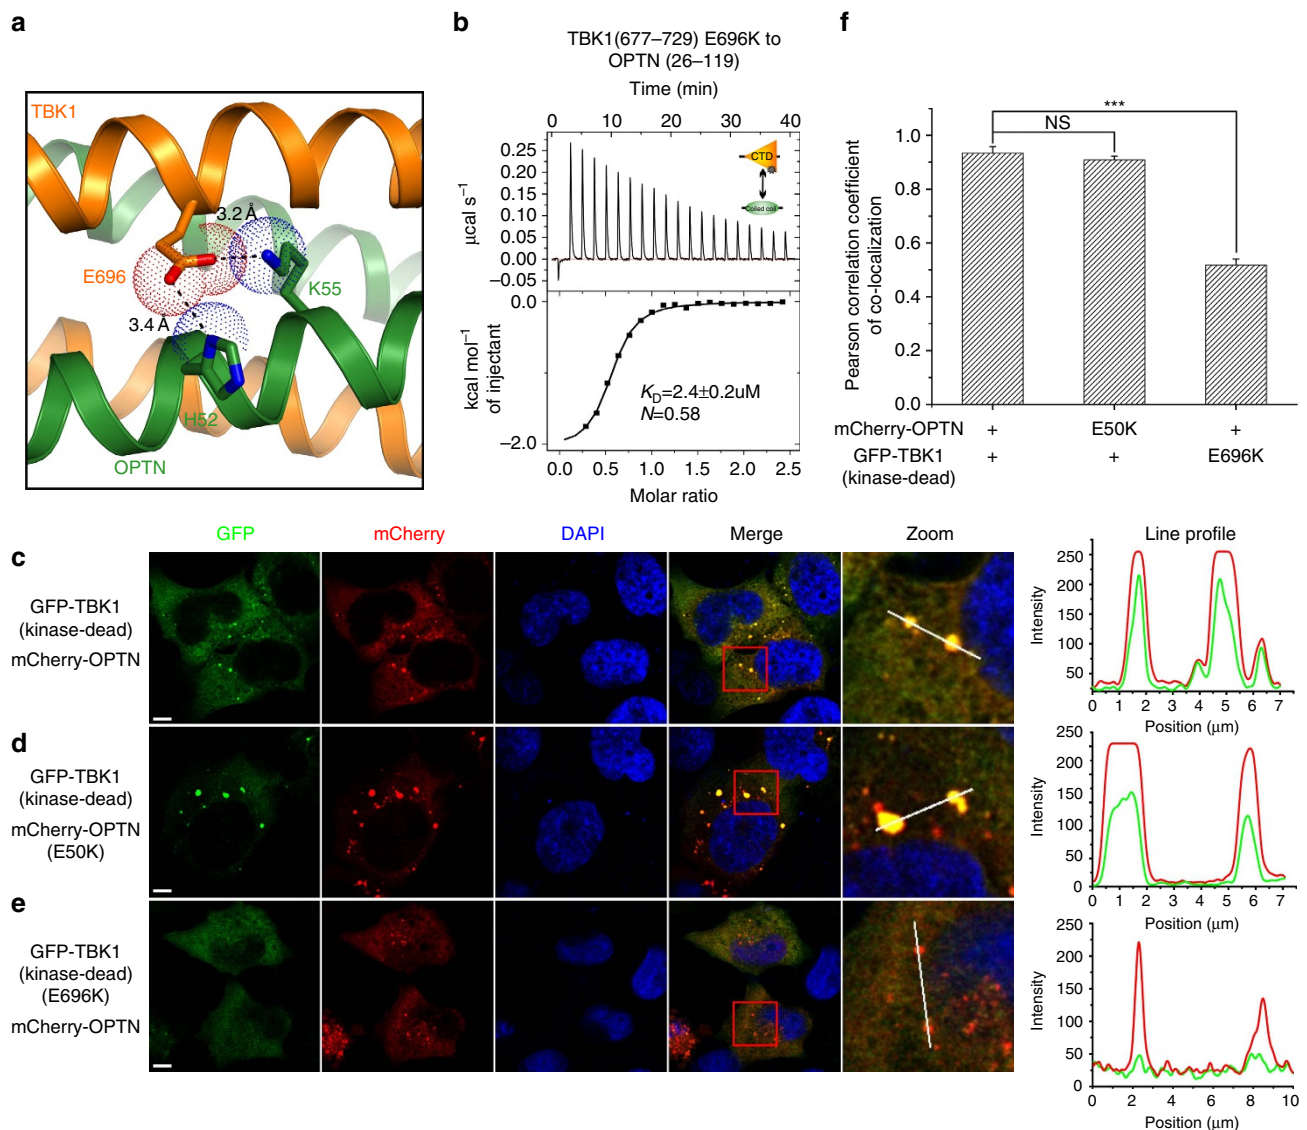 a
TBK1
3.2 Å
E696
K55
3.4 Å
H52
OPTN
b
TBK1(677–729) E696K to
OPTN (26–119)
Time (min)
0 10 20 30 40
0.25
0.20
0.15
0.10
0.05
0.00
–0.05
μcal s⁻¹
CTD
Coiled coil
0.0
–2.0
kcal mol⁻¹
of injectant
K_D=2.4±0.2uM
N=0.58
0.0 0.5 1.0 1.5 2.0 2.5
Molar ratio
f
Pearson correlation coefficient
of co-localization
1.0
0.8
0.6
0.4
0.2
0.0
***
NS
mCherry-OPTN + E50K +
GFP-TBK1 + + E696K
(kinase-dead)
GFP mCherry DAPI Merge Zoom Line profile
c
GFP-TBK1
(kinase-dead)
mCherry-OPTN
Intensity
250
200
150
100
50
0 1 2 3 4 5 6 7
Position (μm)
d
GFP-TBK1
(kinase-dead)
mCherry-OPTN
(E50K)
Intensity
250
200
150
100
50
0
0 1 2 3 4 5 6 7
Position (μm)
e
GFP-TBK1
(kinase-dead)
(E696K)
mCherry-OPTN
Intensity
250
200
150
100
50
0
0 2 4 6 8 10
Position (μm)